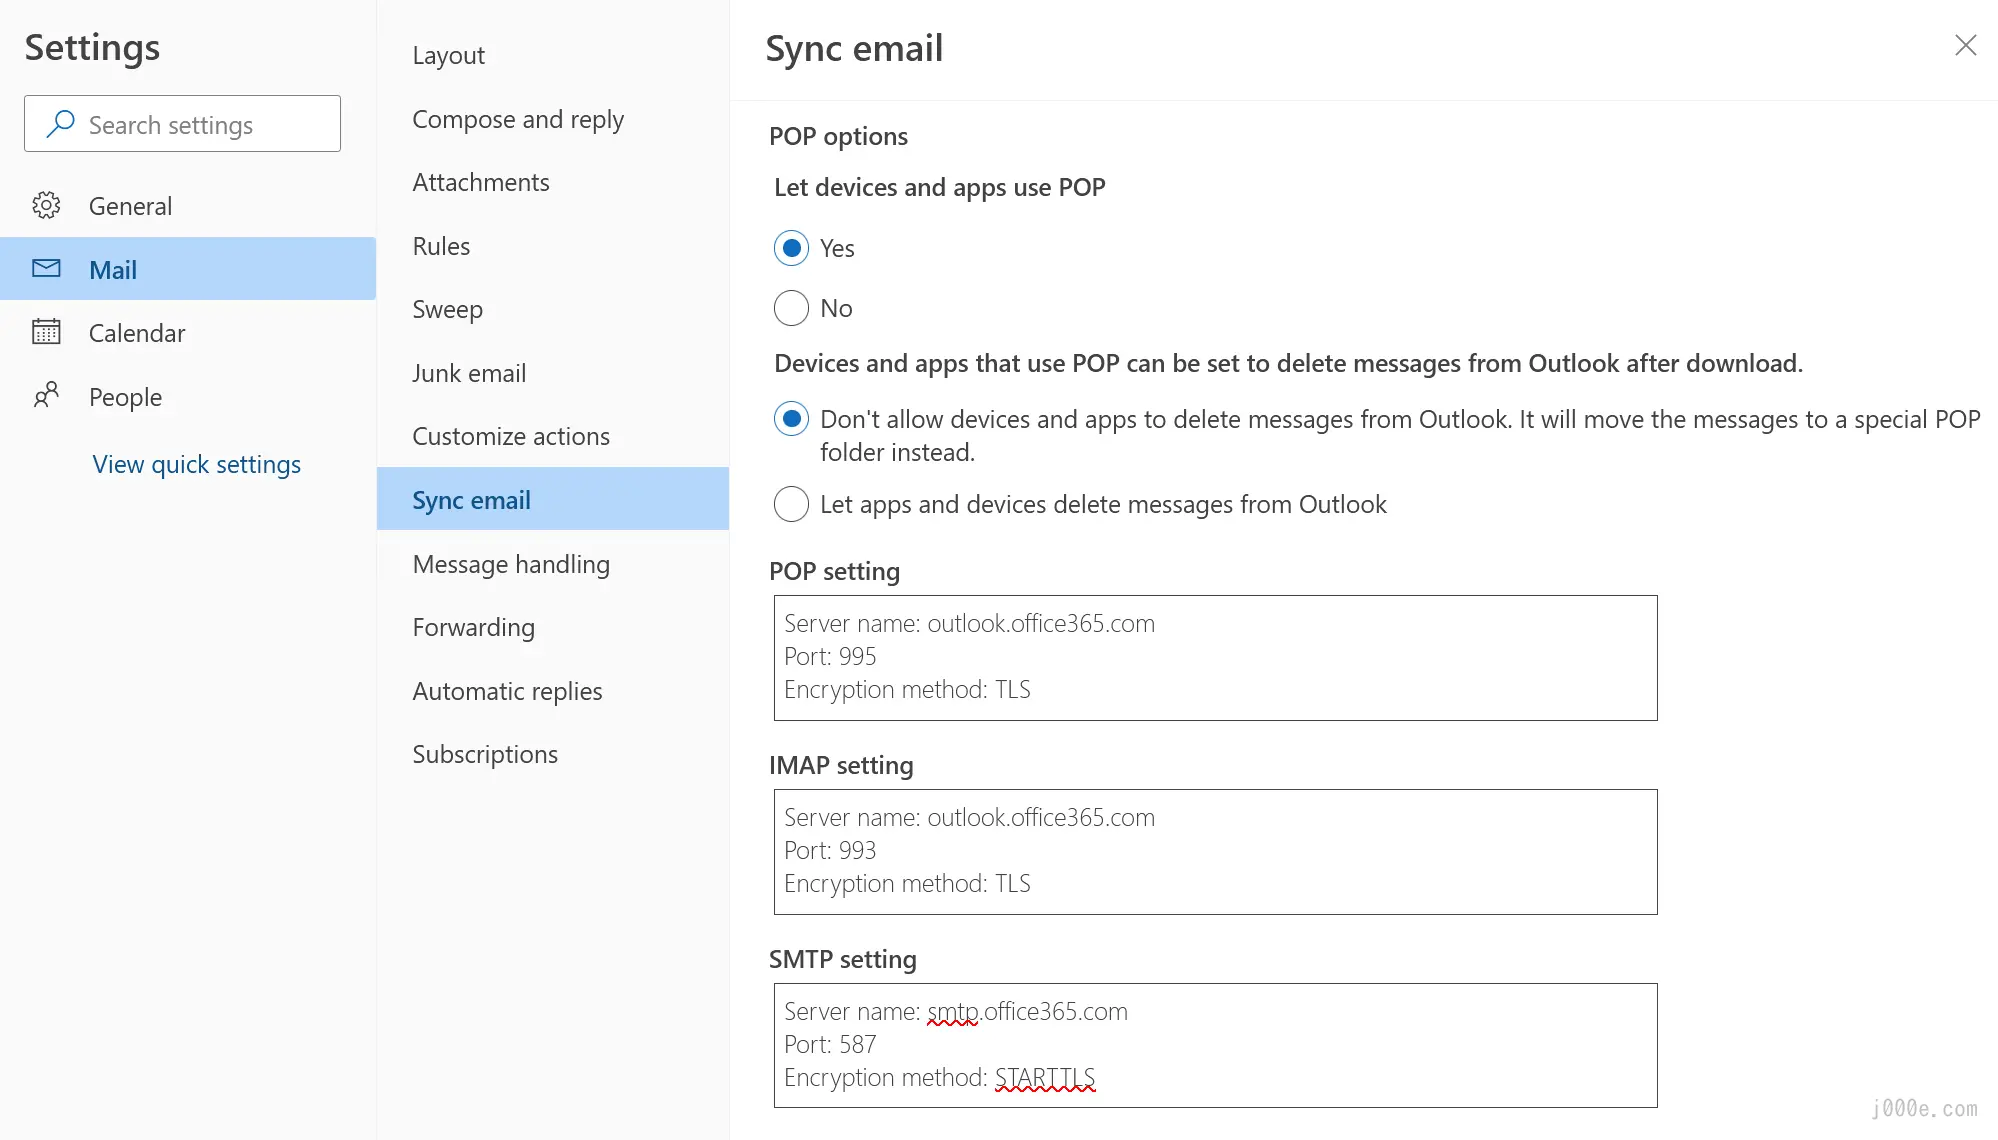 Settings
Search settings
General
Mail
Calendar
People
View quick settings
Layout
Compose and reply
Attachments
Rules
Sweep
Junk email
Customize actions
Sync email
Message handling
Forwarding
Automatic replies
Subscriptions
Sync email
POP options
Let devices and apps use POP
Yes
No
Devices and apps that use POP can be set to delete messages from Outlook after download.
Don't allow devices and apps to delete messages from Outlook. It will move the messages to a special POP
folder instead.
Let apps and devices delete messages from Outlook
POP setting
Server name: outlook.office365.com
Port: 995
Encryption method: TLS
IMAP setting
Server name: outlook.office365.com
Port: 993
Encryption method: TLS
SMTP setting
Server name: smtp.office365.com
Port: 587
Encryption method: STARTTLS
j000e.com